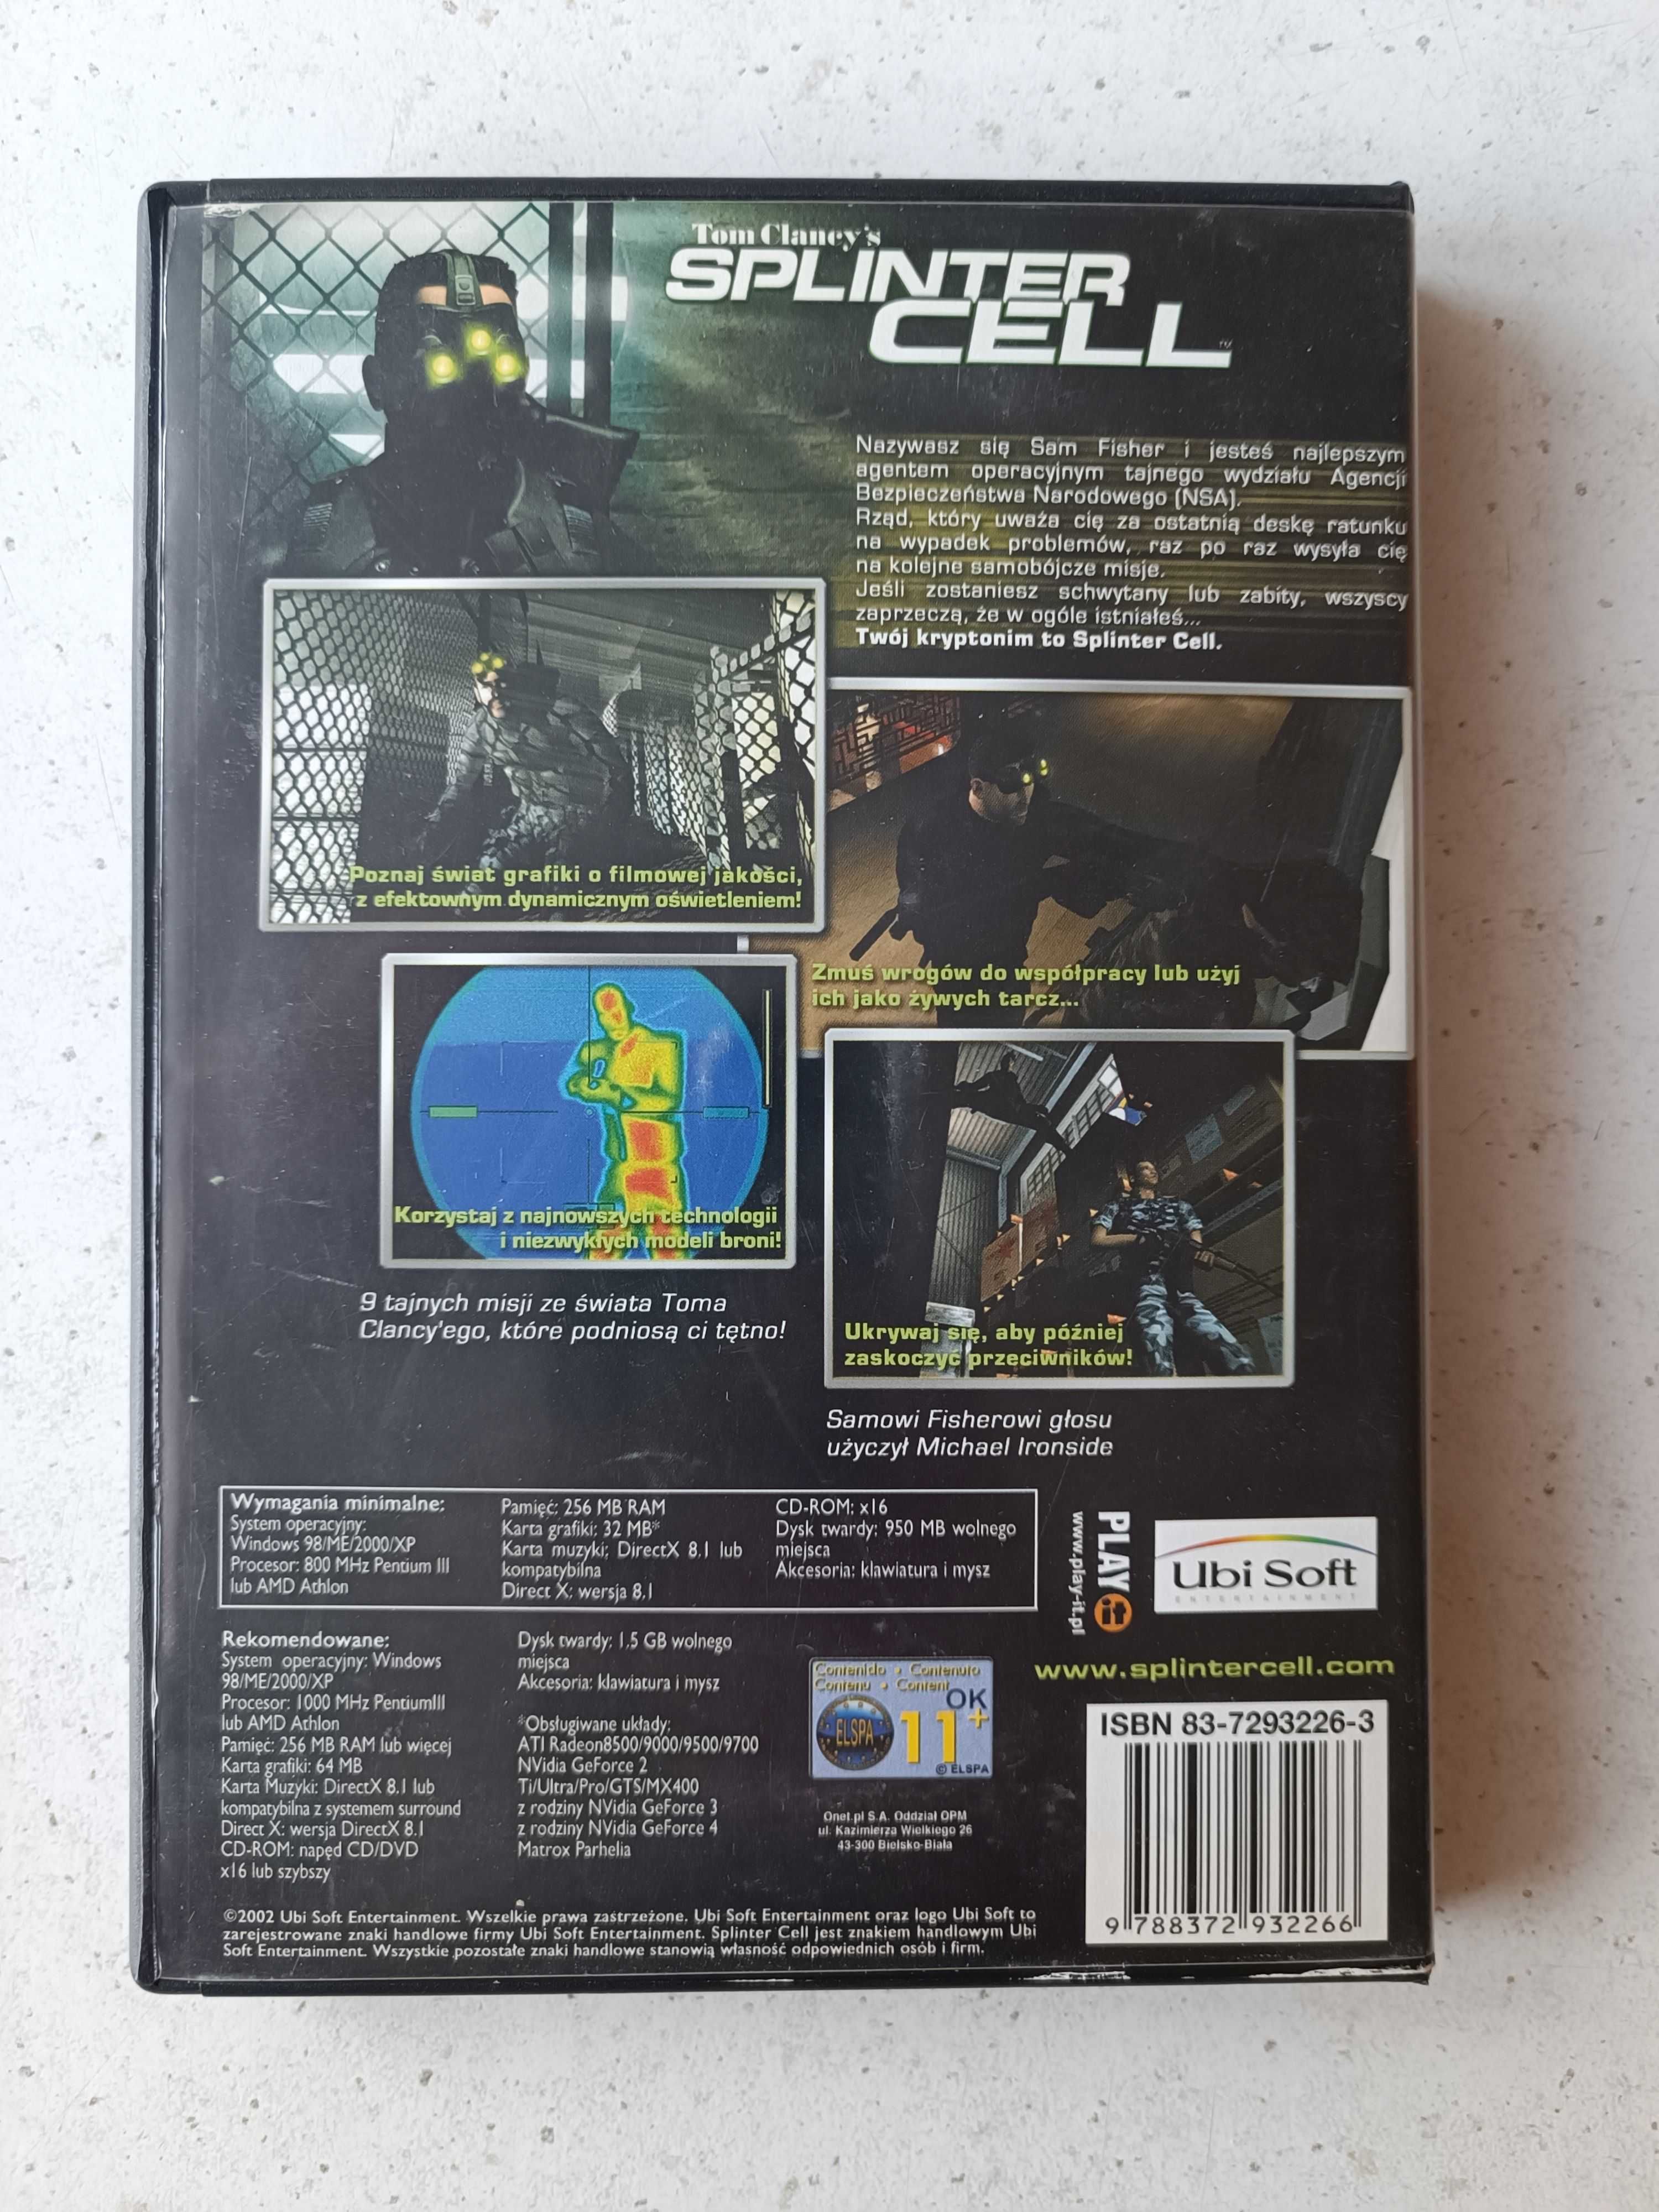 Tom Clancy's
SPLINTER
CELL
Nazywasz się Sam Fisher i jesteś najlepszym
agentem operacyjnym tajnego wydziału Agencji
Bezpieczeństwa Narodowego (NSA).
Rząd, który uważa cię za ostatnią deskę ratunku
na wypadek problemów, raz po raz wysyła cię
na kolejne samobójcze misje.
Jeśli zostaniesz schwytany lub zabity, wszyscy
zaprzeczą, że w ogóle istniałeś...
Twój kryptonim to Splinter Cell.
Poznaj świat grafiki o filmowej jakości,
z efektownym dynamicznym oświetleniem!
Zmuś wrogów do współpracy lub użyj
ich jako żywych tarcz...
Korzystaj z najnowszych technologii
i niezwykłych modeli broni!
9 tajnych misji ze świata Toma
Clancy'ego, które podniosą ci tętno!
Ukrywaj się, aby później
zaskoczyć przeciwników!
Samowi Fisherowi głosu
użyczył Michael Ironside
Wymagania minimalne:
System operacyjny:
Windows 98/ME/2000/XP
Procesor: 800 MHz Pentium III
lub AMD Athlon
Pamięć: 256 MB RAM
Karta grafiki: 32 MB*
Karta muzyki: DirectX 8.1 lub
kompatybilna
Direct X: wersja 8.1
CD-ROM: x16
Dysk twardy: 950 MB wolnego
miejsca
Akcesoria: klawiatura i mysz
PLAY it
www.play-it.pl
Ubi Soft
ENTERTAINMENT
Rekomendowane:
System operacyjny: Windows
98/ME/2000/XP
Procesor: 1000 MHz PentiumIII
lub AMD Athlon
Pamięć: 256 MB RAM lub więcej
Karta grafiki: 64 MB
Karta Muzyki: DirectX 8.1 lub
kompatybilna z systemem surround
Direct X: wersja DirectX 8.1
CD-ROM: napęd CD/DVD
x16 lub szybszy
Dysk twardy: 1.5 GB wolnego
miejsca
Akcesoria: klawiatura i mysz
*Obsługiwane układy:
ATI Radeon8500/9000/9500/9700
NVidia GeForce 2
Ti/Ultra/Pro/GTS/MX400
z rodziny NVidia GeForce 3
z rodziny NVidia GeForce 4
Matrox Parhelia
Contenido • Contenuto
Contenu • Content
OK
ELSPA
11+
© ELSPA
Onet.pl S.A. Oddział OPM
ul. Kazimierza Wielkiego 26
43-300 Bielsko-Biała
www.splintercell.com
ISBN 83-7293226-3
9 788372 932266
©2002 Ubi Soft Entertainment. Wszelkie prawa zastrzeżone. Ubi Soft Entertainment oraz logo Ubi Soft to
zarejestrowane znaki handlowe firmy Ubi Soft Entertainment. Splinter Cell jest znakiem handlowym Ubi
Soft Entertainment. Wszystkie pozostałe znaki handlowe stanowią własność odpowiednich osób i firm.